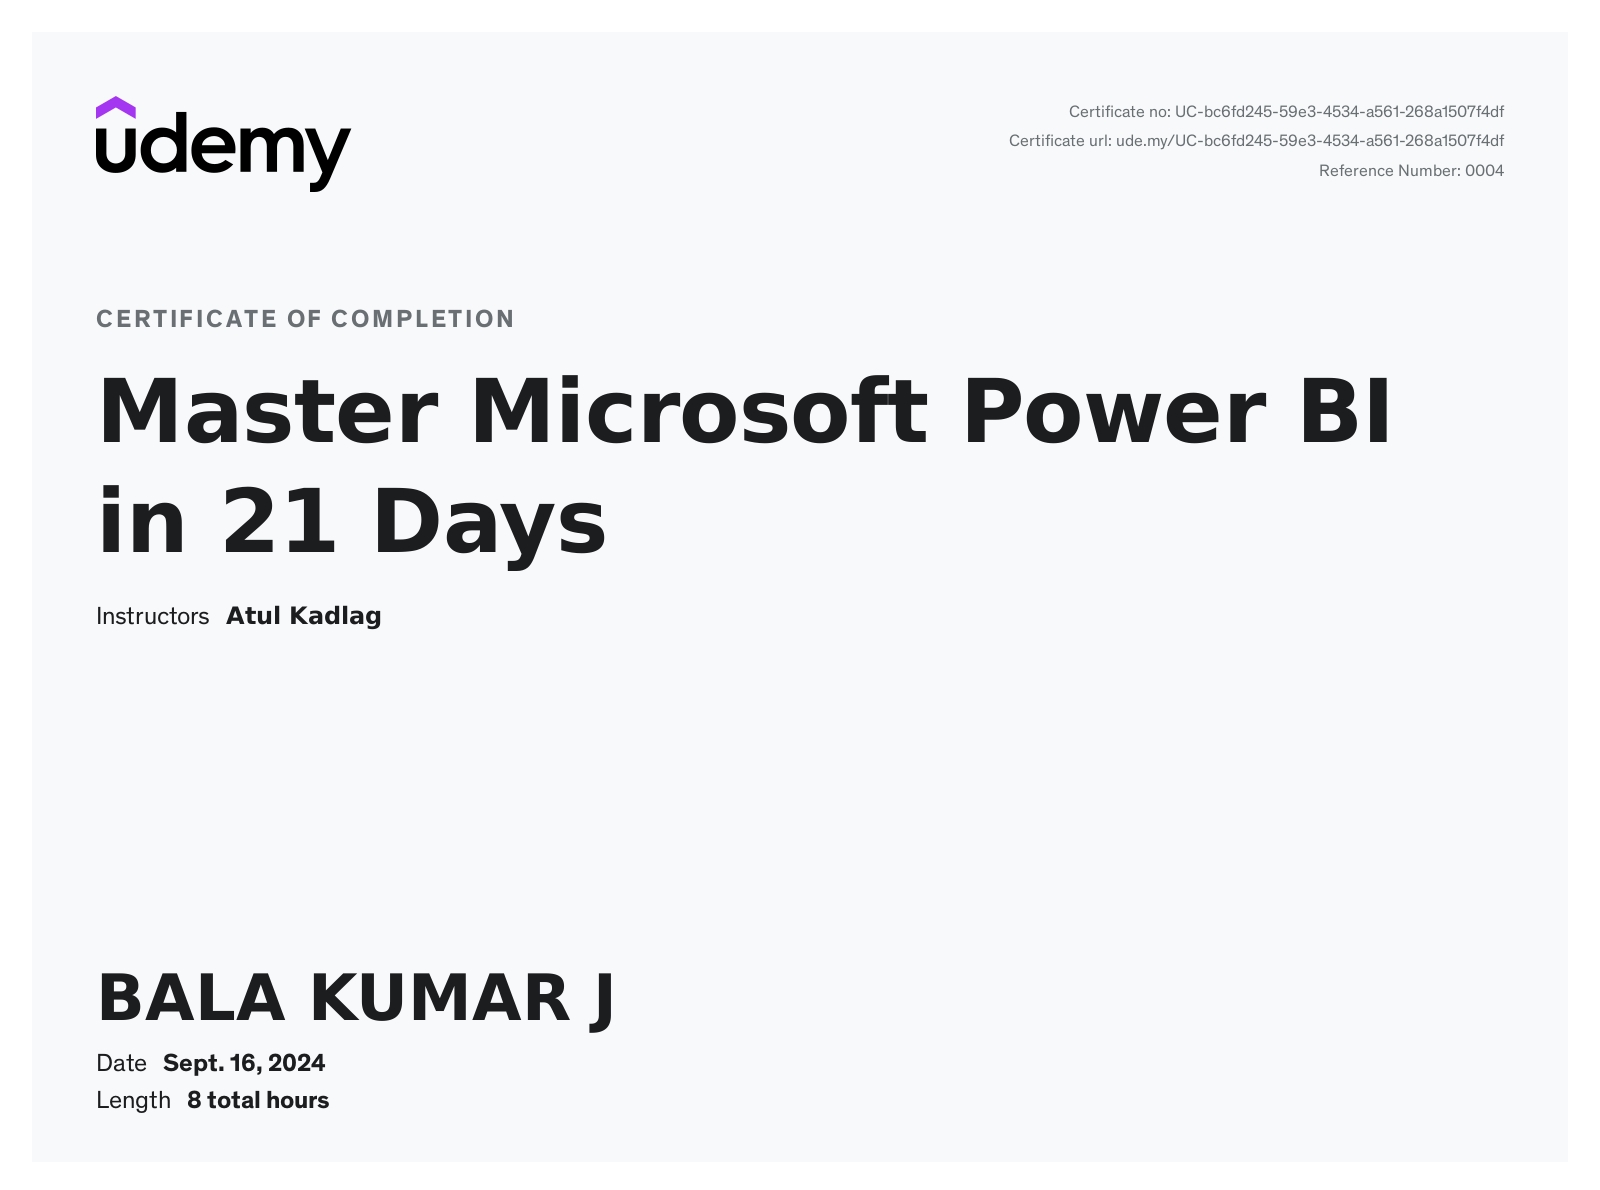 udemy
Certificate no: UC-bc6fd245-59e3-4534-a561-268a1507f4df
Certificate url: ude.my/UC-bc6fd245-59e3-4534-a561-268a1507f4df
Reference Number: 0004
CERTIFICATE OF COMPLETION
Master Microsoft Power BI
in 21 Days
Instructors Atul Kadlag
BALA KUMAR J
Date Sept. 16, 2024
Length 8 total hours